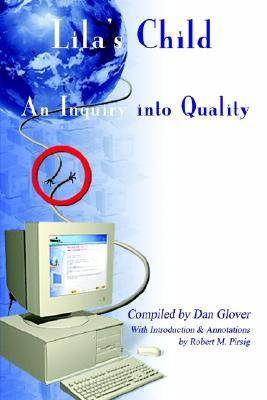 Lila's Child
An Inquiry into Quality
Compiled by Dan Glover
With Introduction & Annotations
by Robert M. Pirsig